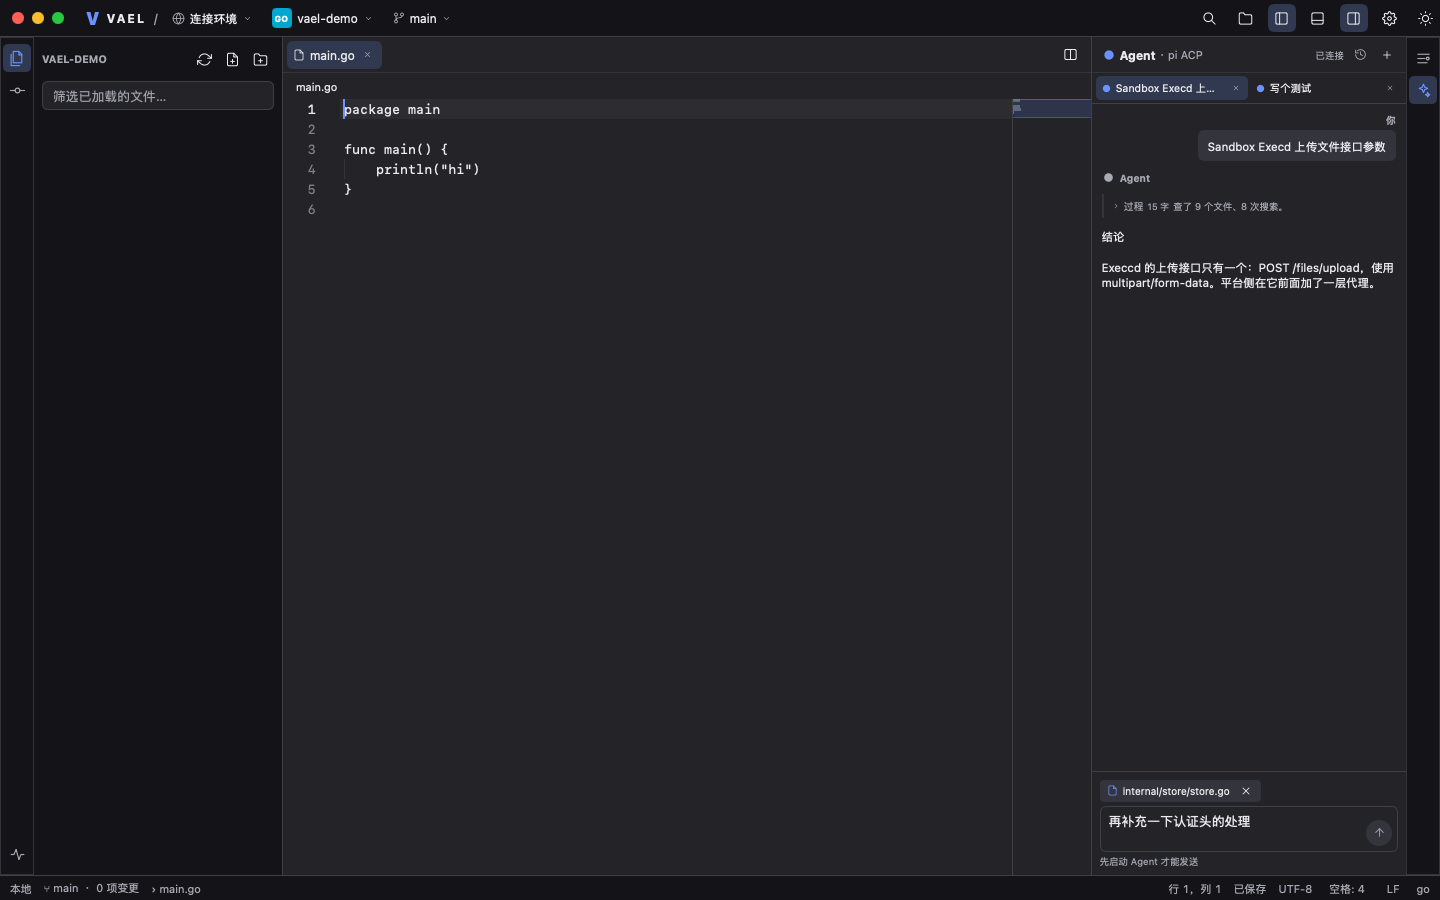 VAEL / 连接环境 GO vael-demo main
VAEL-DEMO
筛选已加载的文件...
main.go ×
main.go
1 package main
2
3 func main() {
4     println("hi")
5 }
6
Agent · pi ACP 已连接
Sandbox Execd 上... × 写个测试 ×
你
Sandbox Execd 上传文件接口参数
Agent
› 过程 15 字 查了 9 个文件、8 次搜索。
结论
Execcd 的上传接口只有一个：POST /files/upload，使用
multipart/form-data。平台侧在它前面加了一层代理。
internal/store/store.go ×
再补充一下认证头的处理
先启动 Agent 才能发送
本地 main · 0 项变更 › main.go 行 1，列 1 已保存 UTF-8 空格: 4 LF go